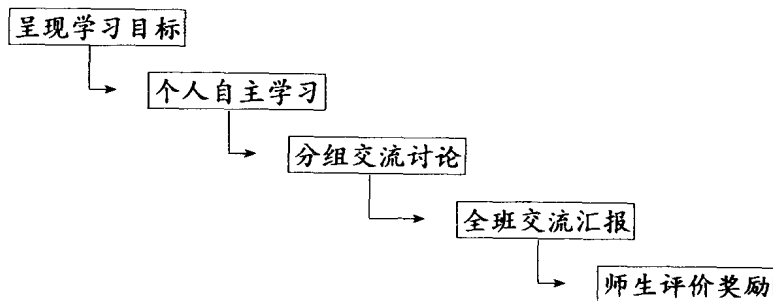 呈现学习目标
个人自主学习
分组交流讨论
全班交流汇报
师生评价奖励